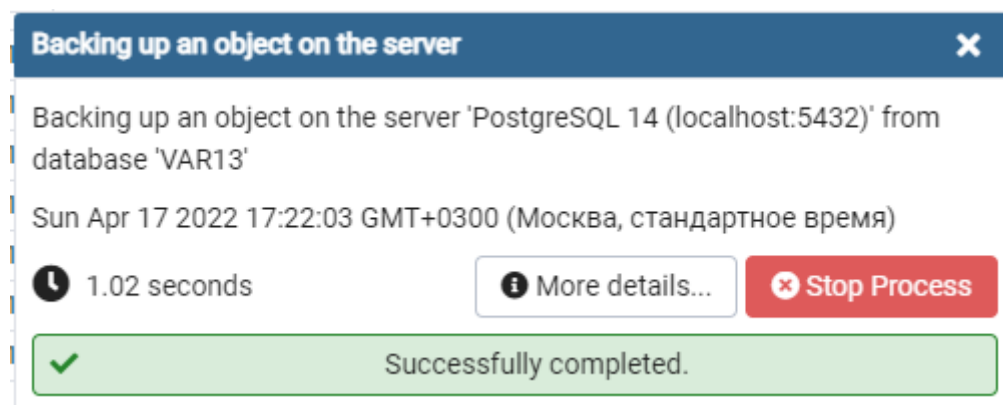 Backing up an object on the server
Backing up an object on the server 'PostgreSQL 14 (localhost:5432)' from
database 'VAR13'
Sun Apr 17 2022 17:22:03 GMT+0300 (Москва, стандартное время)
1.02 seconds More details... Stop Process
Successfully completed.